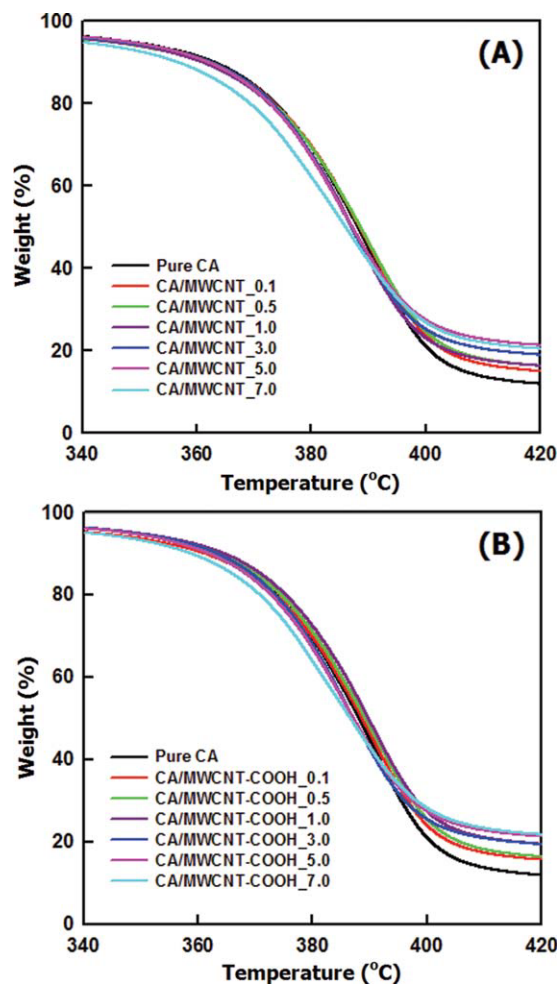 100
(A)
80
60
Weight (%)
40
Pure CA
CA/MWCNT_0.1
CA/MWCNT_0.5
CA/MWCNT_1.0
CA/MWCNT_3.0
CA/MWCNT_5.0
CA/MWCNT_7.0
20
0
340 360 380 400 420
Temperature (°C)
100
(B)
80
60
Weight (%)
40
Pure CA
CA/MWCNT-COOH_0.1
CA/MWCNT-COOH_0.5
CA/MWCNT-COOH_1.0
CA/MWCNT-COOH_3.0
CA/MWCNT-COOH_5.0
CA/MWCNT-COOH_7.0
20
0
340 360 380 400 420
Temperature (°C)